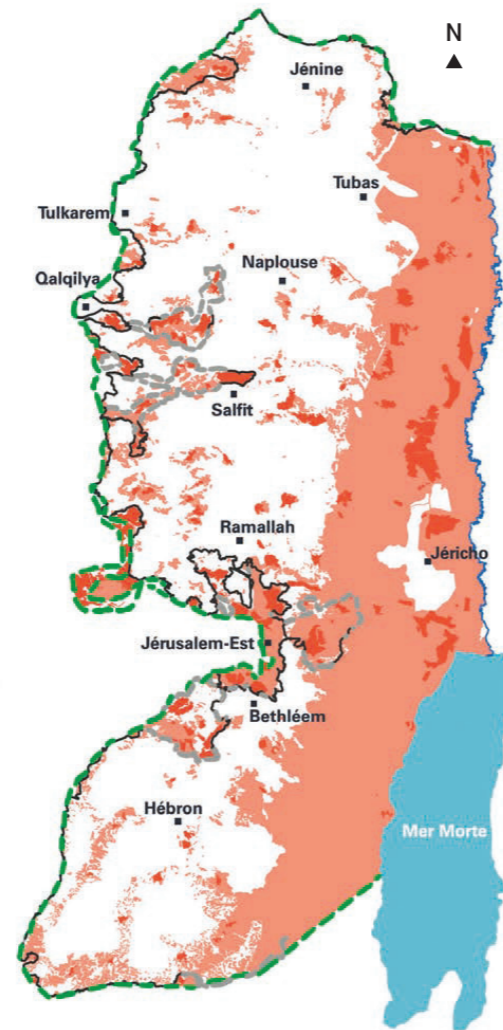 N
Jénine
Tubas
Tulkarem
Naplouse
Qalqilya
Salfit
Ramallah
Jéricho
Jérusalem-Est
Bethléem
Hébron
Mer Morte